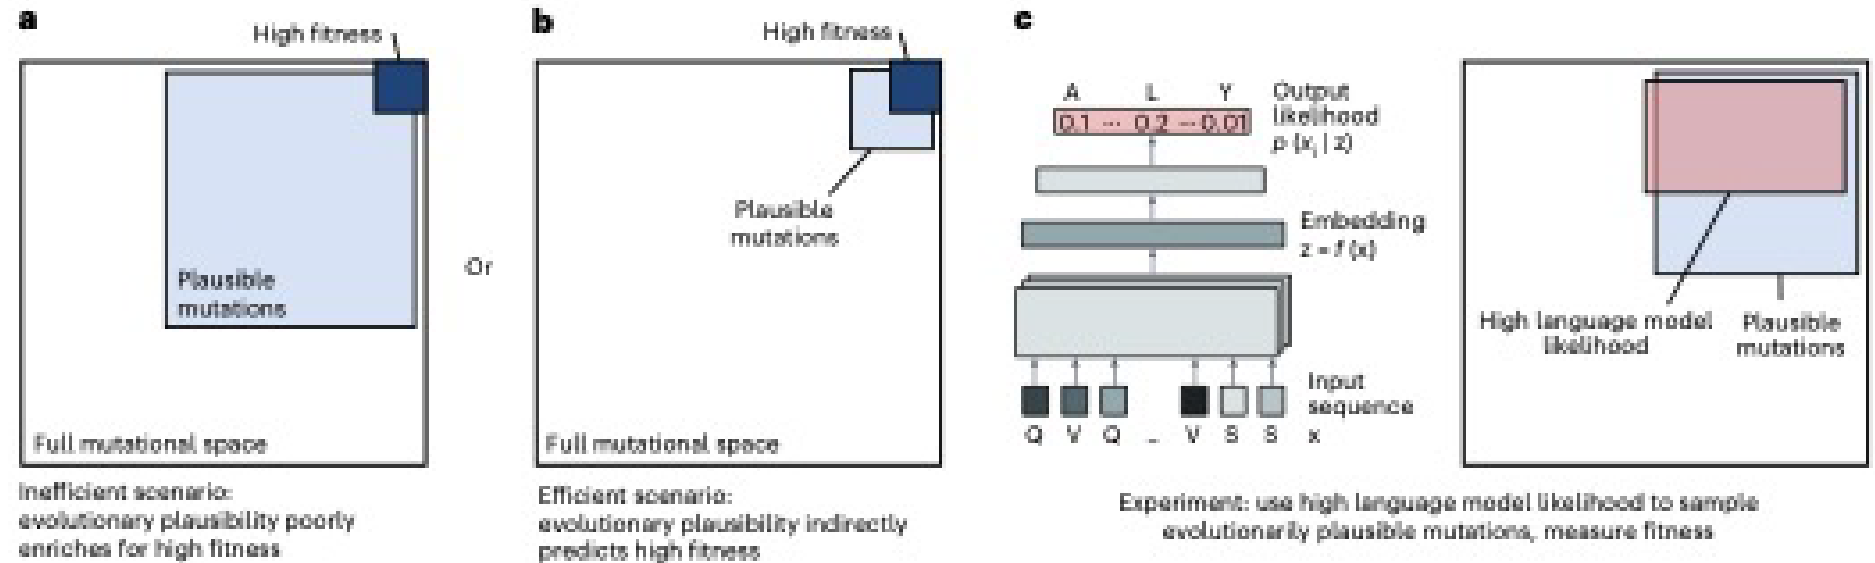 a
High fitness
Plausible
mutations
Full mutational space
Inefficient scenario:
evolutionary plausibility poorly
enriches for high fitness
Or
b
High fitness
Plausible
mutations
Full mutational space
Efficient scenario:
evolutionary plausibility indirectly
predicts high fitness
c
A L Y
0.1 ··· 0.2 ··· 0.01
Output
likelihood
p (xᵢ | z)
Embedding
z = f (x)
Input
sequence
Q V Q … V S S x
High language model
likelihood
Plausible
mutations
Experiment: use high language model likelihood to sample
evolutionarily plausible mutations, measure fitness